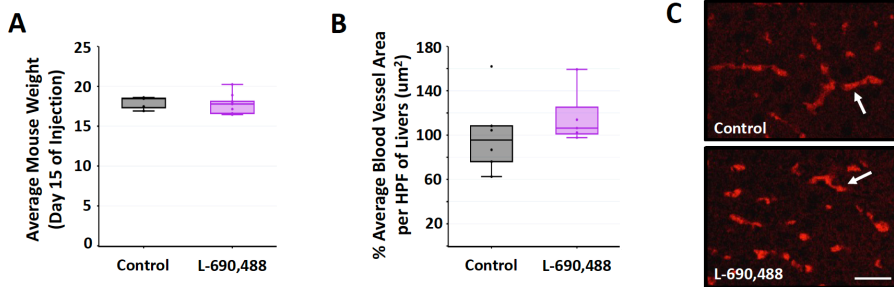 A
Average Mouse Weight
(Day 15 of Injection)
25
20
15
10
5
0
Control
L-690,488
B
% Average Blood Vessel Area
per HPF of Livers (um²)
180
140
100
60
20
Control
L-690,488
C
Control
L-690,488